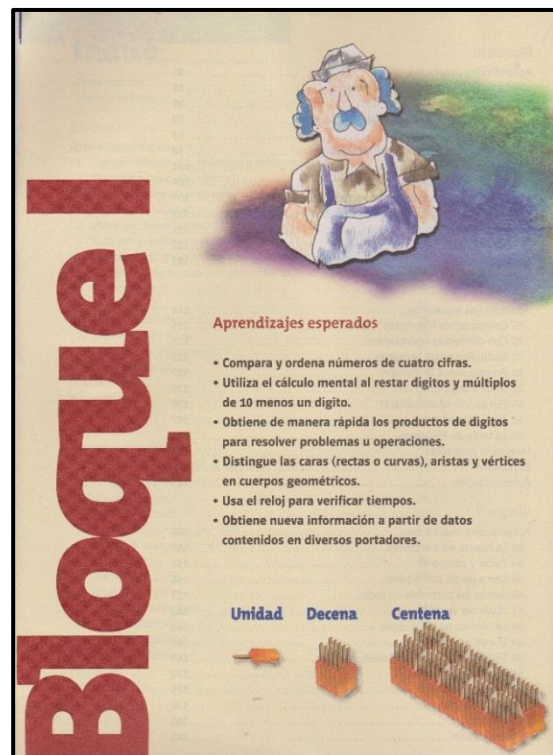 Bloque I
Aprendizajes esperados
• Compara y ordena números de cuatro cifras.
• Utiliza el cálculo mental al restar dígitos y múltiplos
de 10 menos un dígito.
• Obtiene de manera rápida los productos de dígitos
para resolver problemas u operaciones.
• Distingue las caras (rectas o curvas), aristas y vértices
en cuerpos geométricos.
• Usa el reloj para verificar tiempos.
• Obtiene nueva información a partir de datos
contenidos en diversos portadores.
Unidad Decena Centena